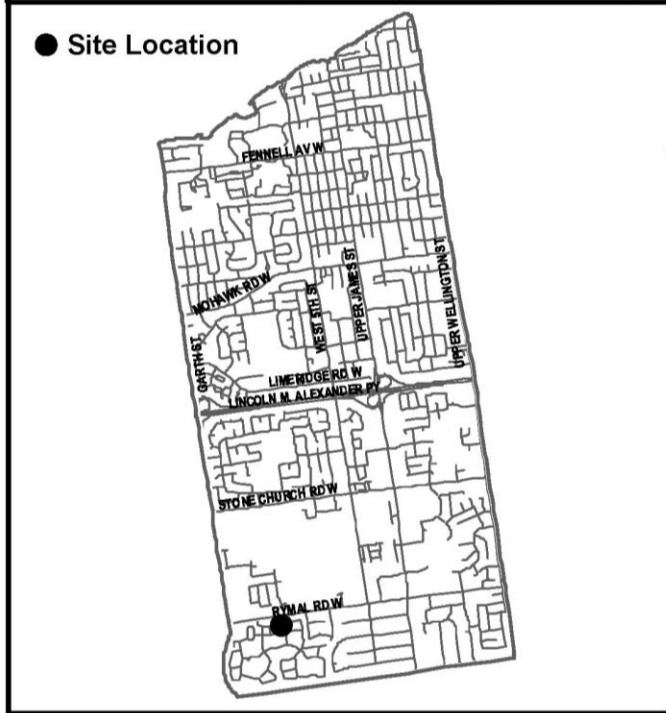 Site Location
FENNELL AV W
MOHAWK RD W
WEST 5TH ST
UPPER JAMES ST
UPPER WELLINGTON ST
GARTH ST
LIMERIDGE RD W
LINCOLN M. ALEXANDER PY
STONE CHURCH RD W
RYMAL RD W